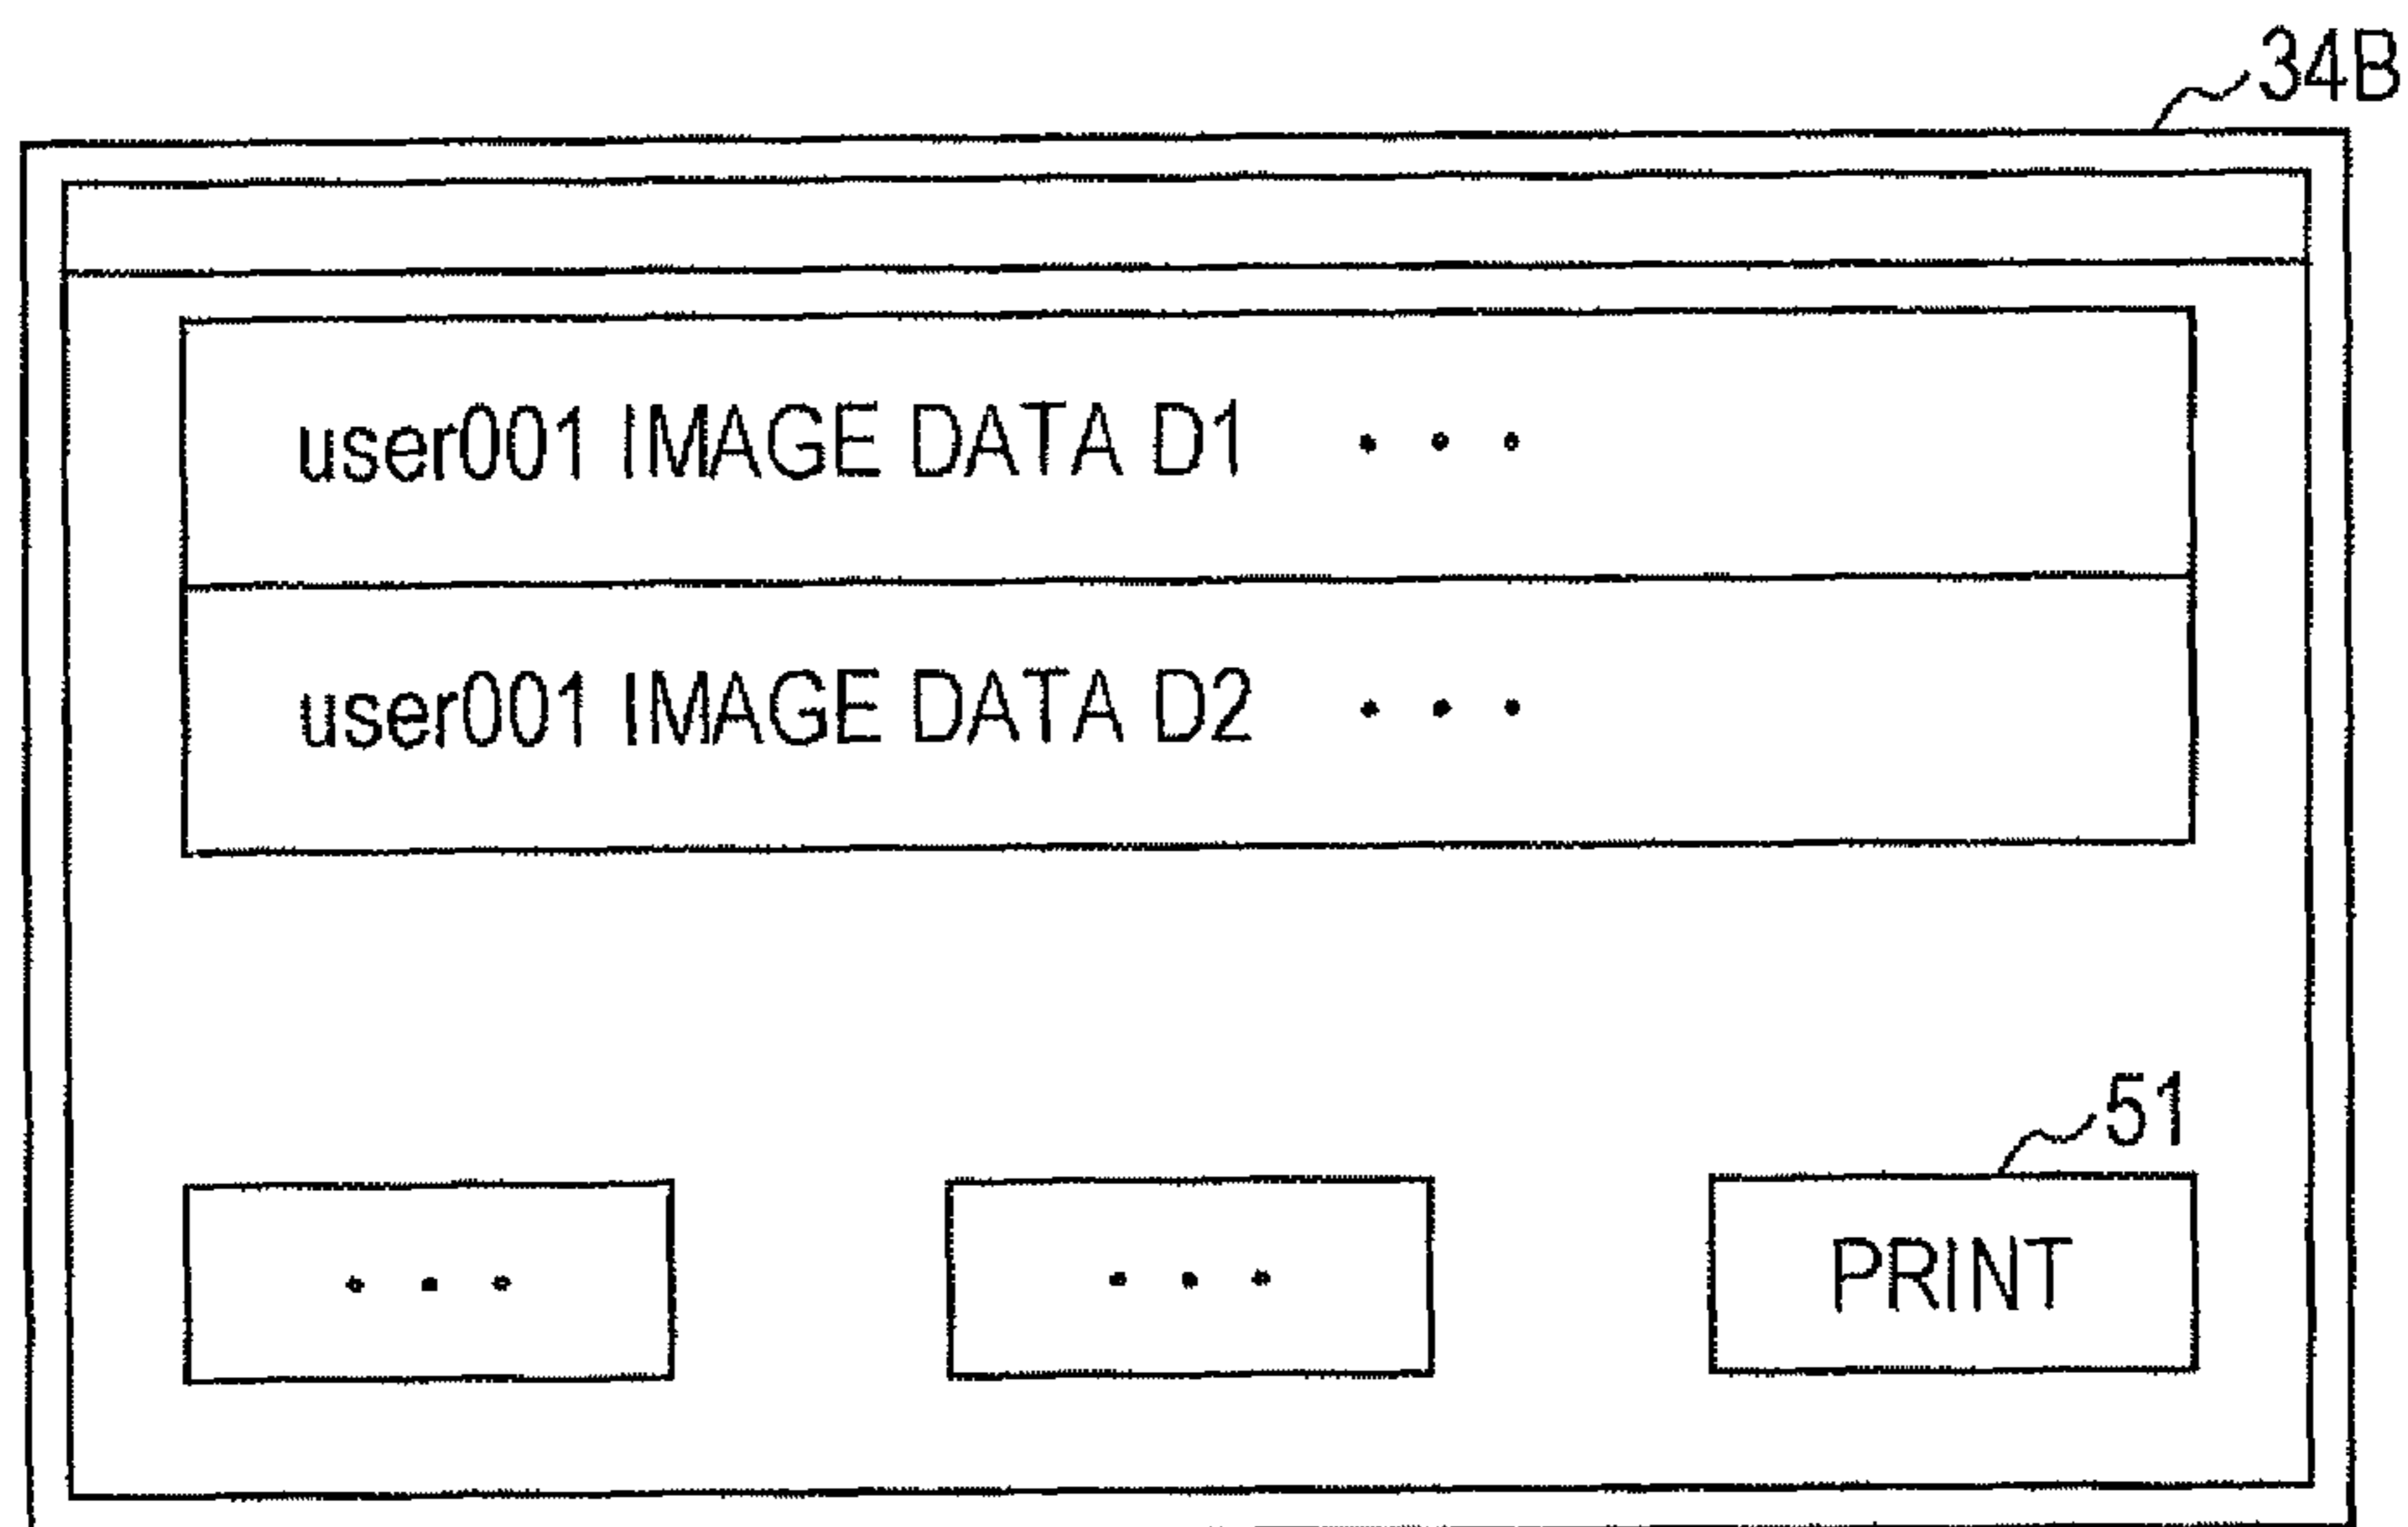 34B
user001 IMAGE DATA D1 • • •
user001 IMAGE DATA D2 • • •
51
• • • • • • PRINT